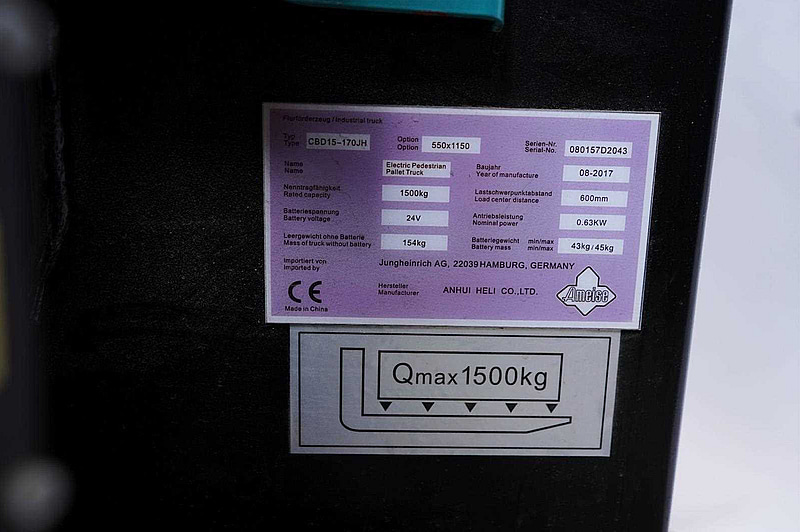 Flurförderzeug / Industrial truck
Typ
Type
CBD15-170JH
Option
Option
550x1150
Serien-Nr.
Serial-No.
080157D2043
Name
Name
Electric Pedestrian
Pallet Truck
Baujahr
Year of manufacture
08-2017
Nenntragfähigkeit
Rated capacity
1500kg
Lastschwerpunktabstand
Load center distance
600mm
Batteriespannung
Battery voltage
24V
Antriebsleistung
Nominal power
0.63KW
Leergewicht ohne Batterie
Mass of truck without battery
154kg
Batteriegewicht min/max
Battery mass min/max
43kg/45kg
Importiert von
imported by
Jungheinrich AG, 22039 HAMBURG, GERMANY
CE
Made in China
Hersteller
Manufacturer
ANHUI HELI CO.,LTD.
Ameise
Qmax1500kg